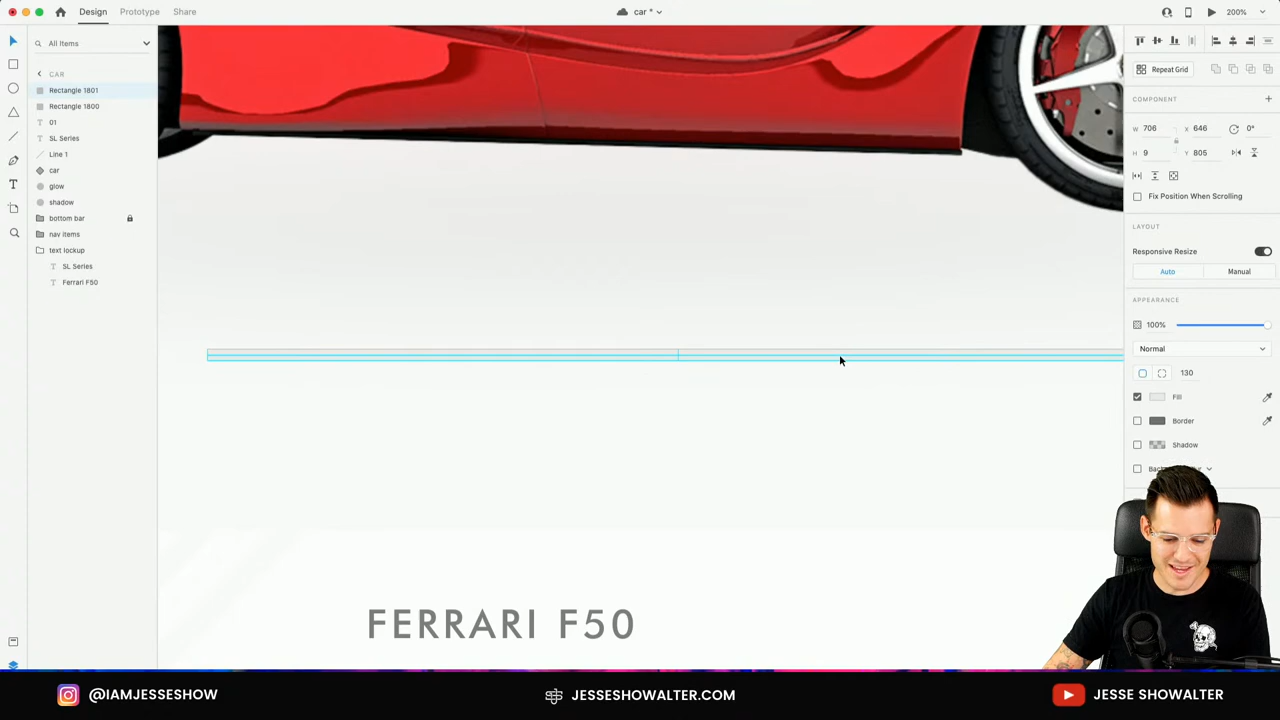 Design Prototype Share
car *
200%
All Items
CAR
Rectangle 1801
Rectangle 1800
01
SL Series
Line 1
car
glow
shadow
bottom bar
nav items
text lockup
SL Series
Ferrari F50
Repeat Grid
COMPONENT
W 706 X 646 0°
H 9 Y 805
Fix Position When Scrolling
LAYOUT
Responsive Resize
Auto Manual
APPEARANCE
100%
Normal
130
Fill
Border
Shadow
FERRARI F50
@IAMJESSESHOW
JESSESHOWALTER.COM
JESSE SHOWALTER